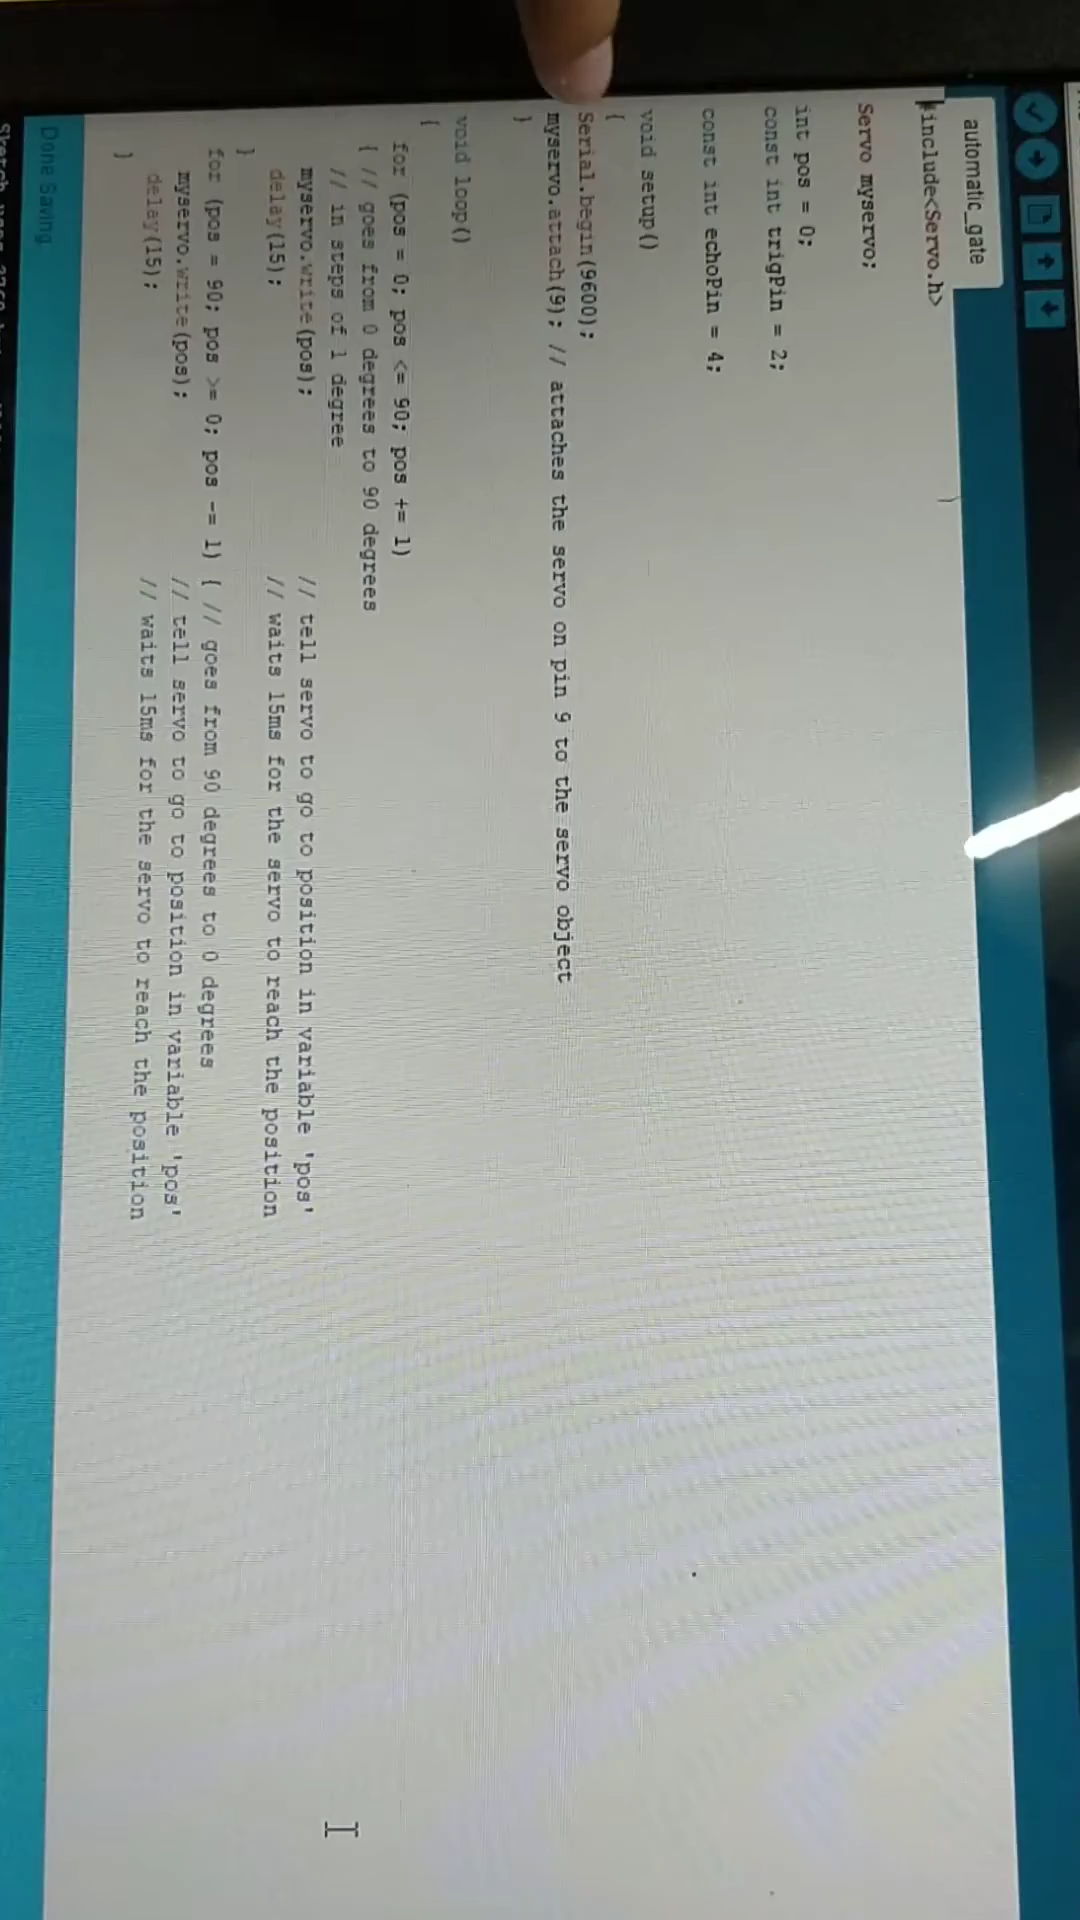 automatic_gate
#include<Servo.h>
Servo myservo;
int pos = 0;
const int trigPin = 2;
const int echoPin = 4;
void setup()
{
Serial.begin(9600);
myservo.attach(9); // attaches the servo on pin 9 to the servo object
}
void loop()
{
for (pos = 0; pos <= 90; pos += 1)
{ // goes from 0 degrees to 90 degrees
// in steps of 1 degree
myservo.write(pos); // tell servo to go to position in variable 'pos'
delay(15); // waits 15ms for the servo to reach the position
}
for (pos = 90; pos >= 0; pos -= 1) { // goes from 90 degrees to 0 degrees
myservo.write(pos); // tell servo to go to position in variable 'pos'
delay(15); // waits 15ms for the servo to reach the position
}
Done Saving